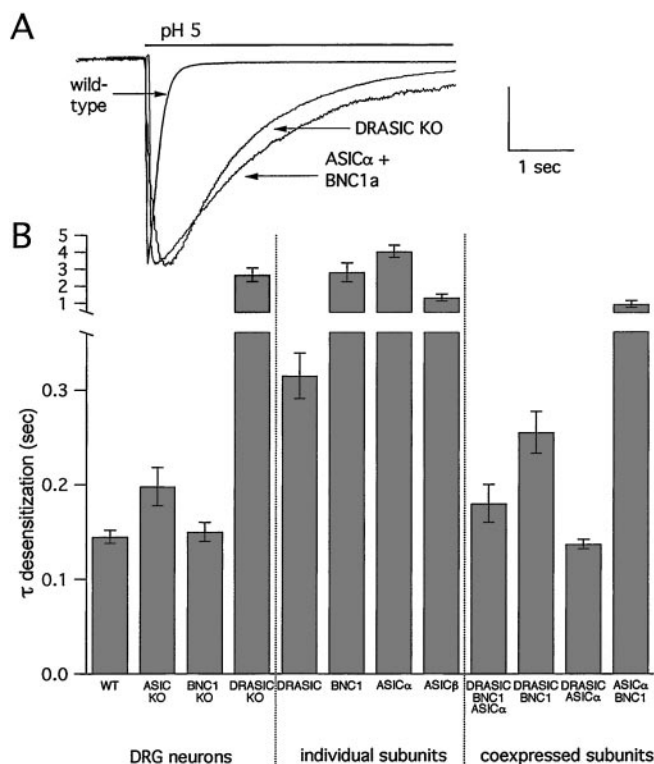 A
pH 5
wild-
type
DRASIC KO
ASICα +
BNC1a
1 sec
B
5
4
3
2
1
0.3
0.2
0.1
0.0
τ desensitization (sec)
WT
ASIC
KO
BNC1
KO
DRASIC
KO
DRASIC
BNC1
ASICα
ASICβ
DRASIC
BNC1
ASICα
DRASIC
BNC1
DRASIC
ASICα
ASICα
BNC1
DRG neurons
individual subunits
coexpressed subunits